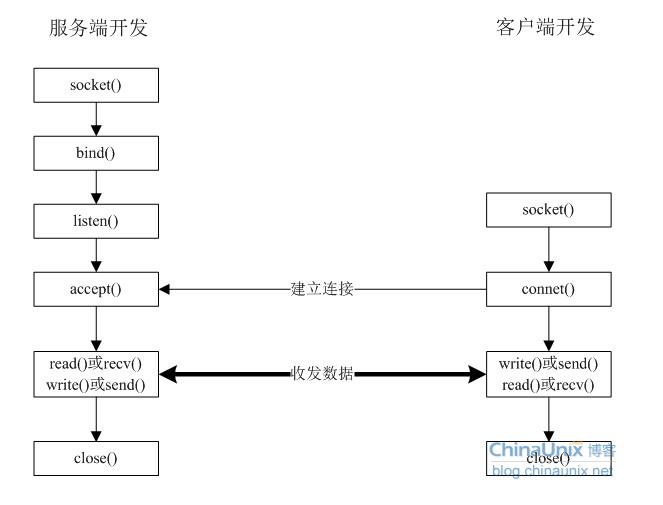 服务端开发
客户端开发
socket()
bind()
listen()
socket()
accept()
建立连接
connet()
read()或recv()
write()或send()
收发数据
write()或send()
read()或recv()
close()
close()
ChinaUnix 博客
blog.chinaunix.net